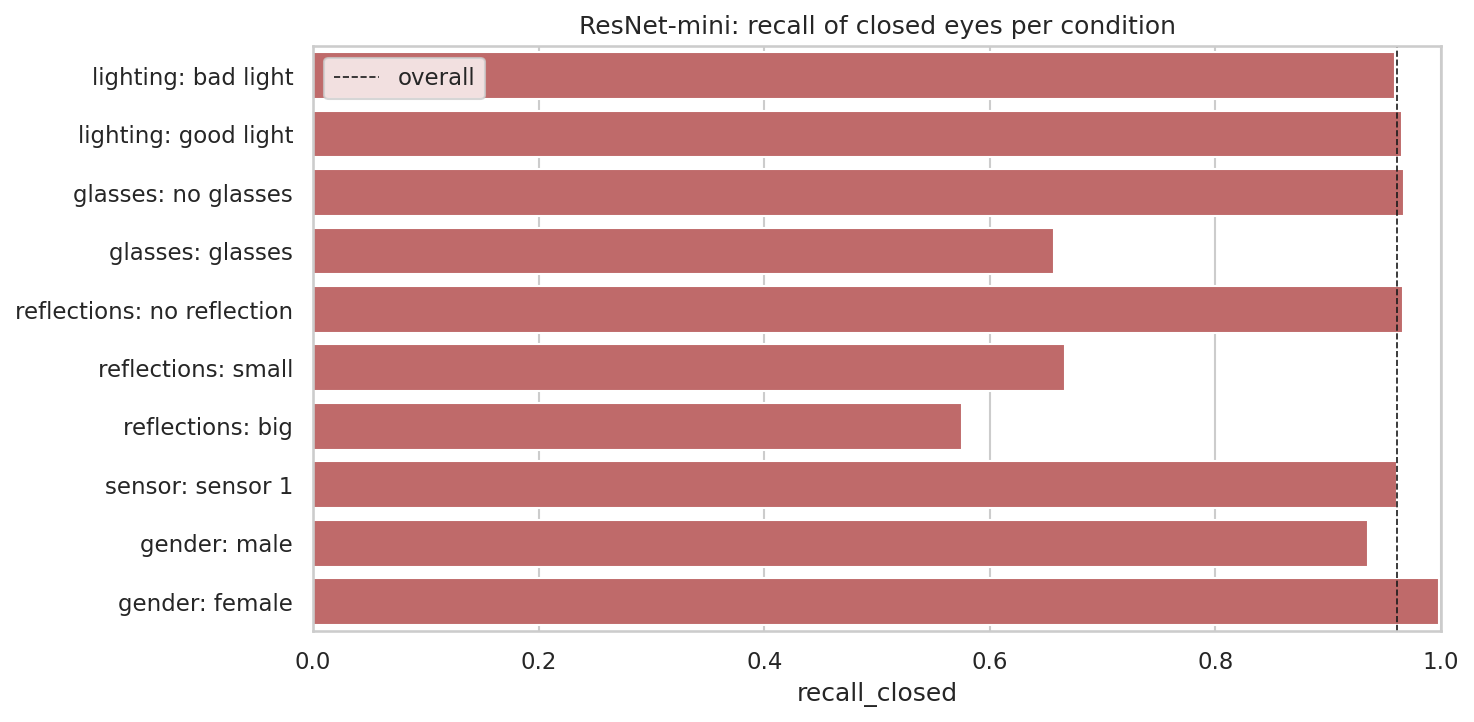 ResNet-mini: recall of closed eyes per condition
lighting: bad light
overall
lighting: good light
glasses: no glasses
glasses: glasses
reflections: no reflection
reflections: small
reflections: big
sensor: sensor 1
gender: male
gender: female
0.0 0.2 0.4 0.6 0.8 1.0
recall_closed